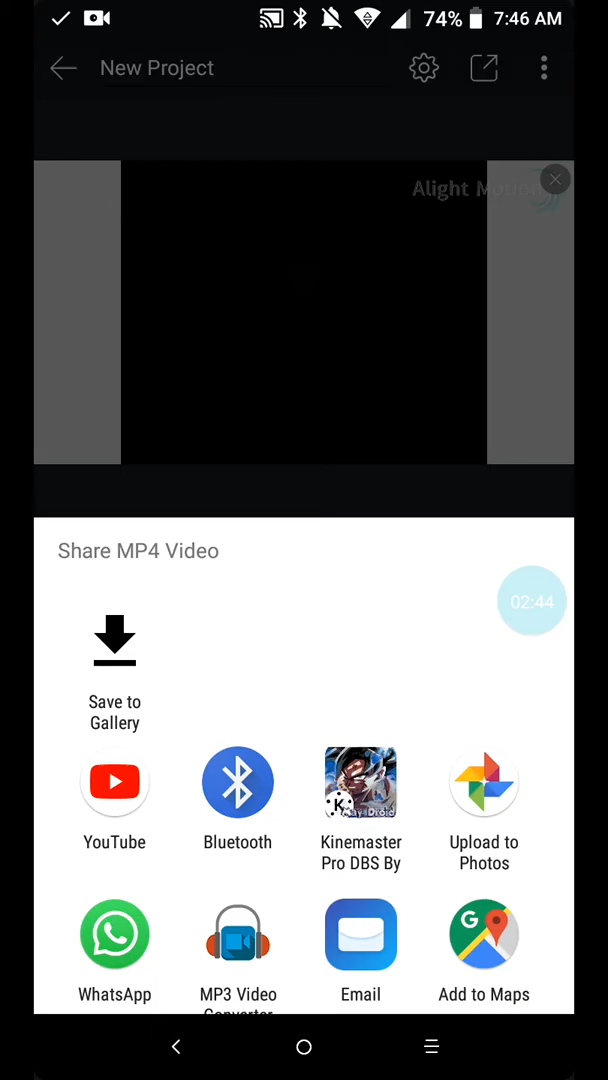 74% 7:46 AM
New Project
Alight Motion
Share MP4 Video
02:44
Save to
Gallery
YouTube
Bluetooth
Kinemaster
Pro DBS By
Upload to
Photos
WhatsApp
MP3 Video
Converter
Email
Add to Maps